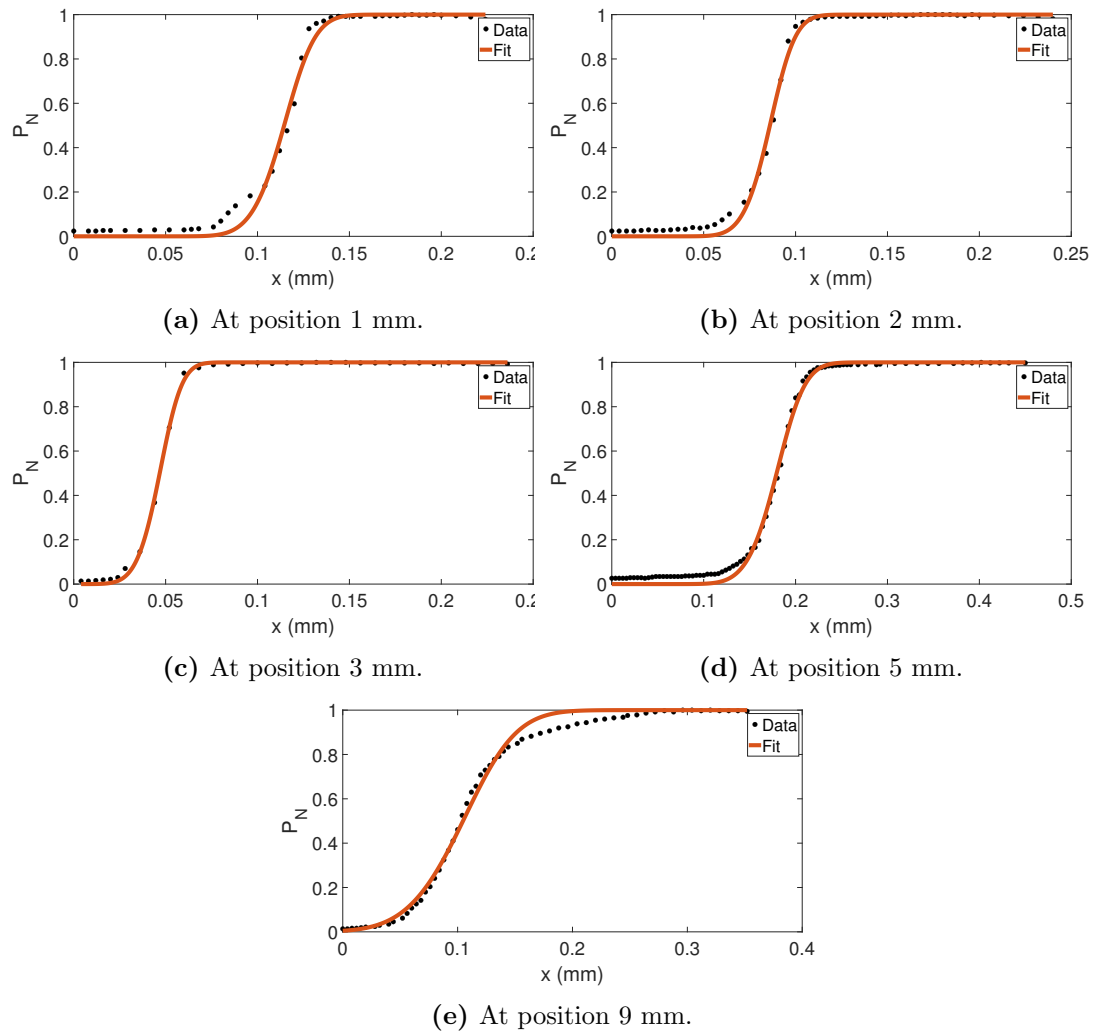 1
0.8
0.6
0.4
0.2
0
P_N
0 0.05 0.1 0.15 0.2 0.2
x (mm)
Data
Fit
(a) At position 1 mm.
1
0.8
0.6
0.4
0.2
0
P_N
0 0.05 0.1 0.15 0.2 0.25
x (mm)
Data
Fit
(b) At position 2 mm.
1
0.8
0.6
0.4
0.2
0
P_N
0 0.05 0.1 0.15 0.2 0.2
x (mm)
Data
Fit
(c) At position 3 mm.
1
0.8
0.6
0.4
0.2
0
P_N
0 0.1 0.2 0.3 0.4 0.5
x (mm)
Data
Fit
(d) At position 5 mm.
1
0.8
0.6
0.4
0.2
0
P_N
0 0.1 0.2 0.3 0.4
x (mm)
Data
Fit
(e) At position 9 mm.